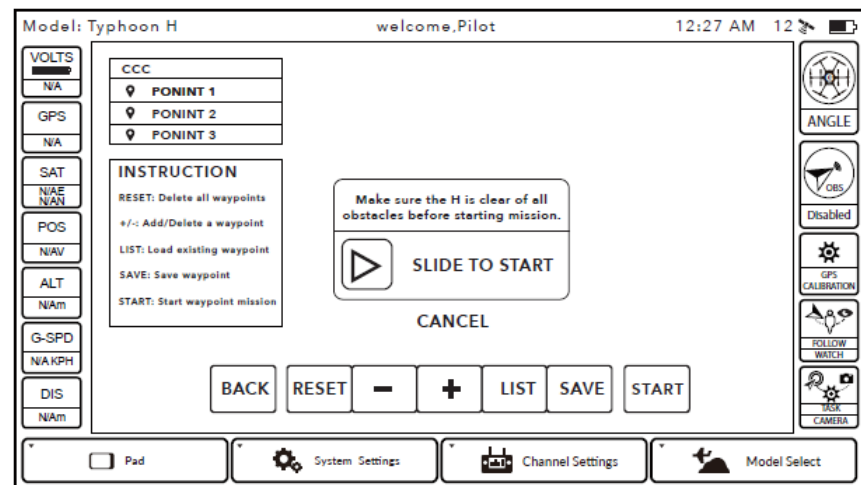 Model: Typhoon H welcome,Pilot 12:27 AM 12
VOLTS
N/A
GPS
N/A
SAT
N/AE
N/AN
POS
N/AV
ALT
N/Am
G-SPD
N/A KPH
DIS
N/Am
CCC
PONINT 1
PONINT 2
PONINT 3
INSTRUCTION
RESET: Delete all waypoints
+/-: Add/Delete a waypoint
LIST: Load existing waypoint
SAVE: Save waypoint
START: Start waypoint mission
Make sure the H is clear of all
obstacles before starting mission.
SLIDE TO START
CANCEL
BACK RESET − + LIST SAVE START
H
ANGLE
OBS
Disabled
GPS
CALIBRATION
FOLLOW
WATCH
TASK
CAMERA
Pad System Settings Channel Settings Model Select